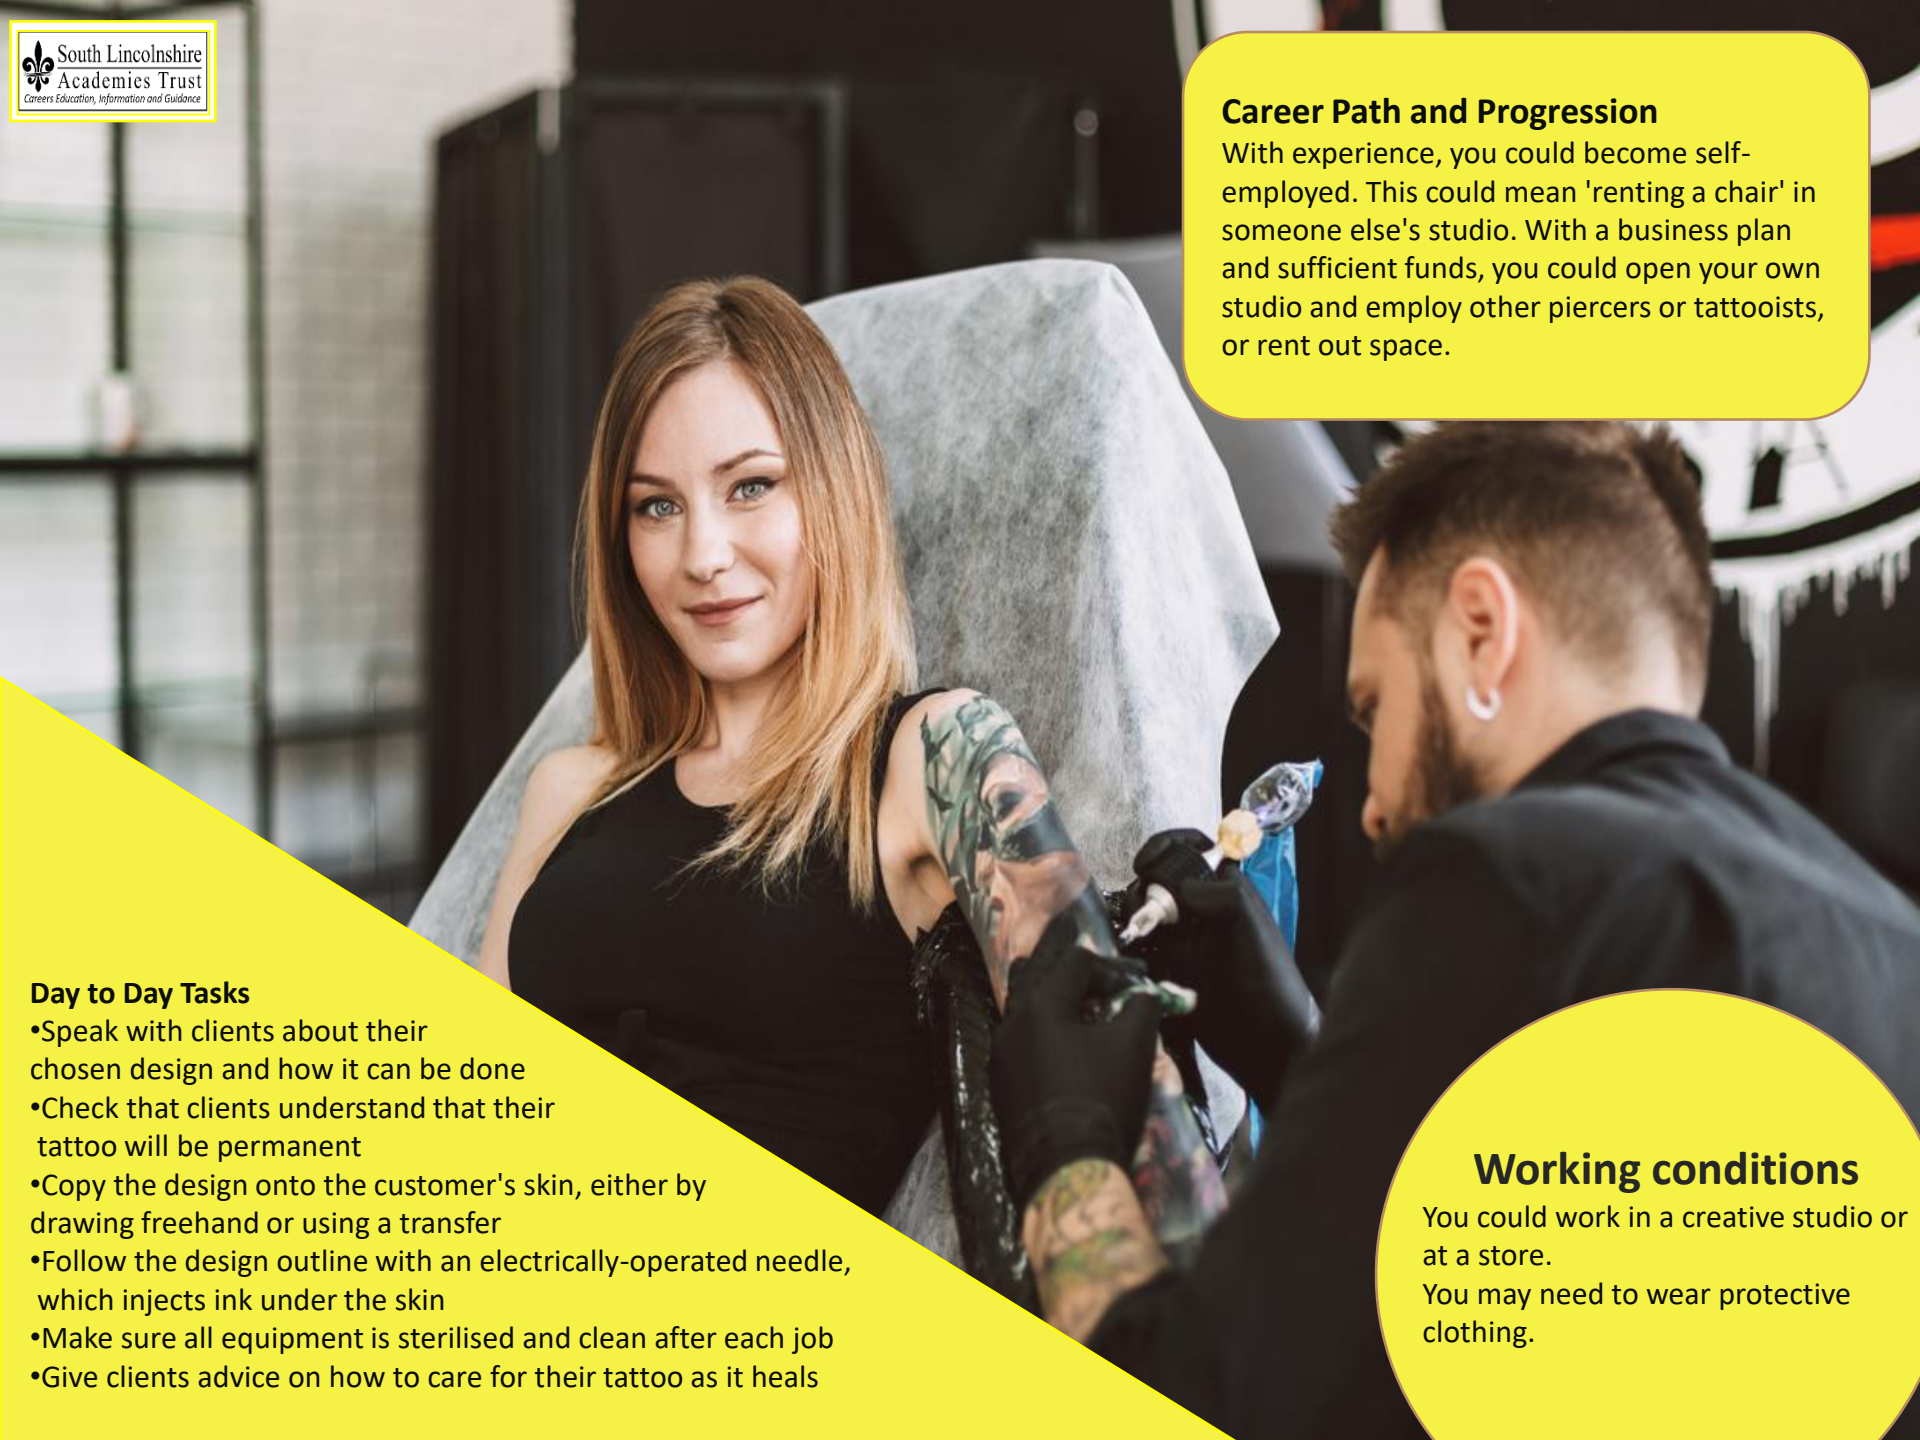 South Lincolnshire
Academies Trust
Careers Education, Information and Guidance
Career Path and Progression
With experience, you could become self-
employed. This could mean 'renting a chair' in
someone else's studio. With a business plan
and sufficient funds, you could open your own
studio and employ other piercers or tattooists,
or rent out space.
Day to Day Tasks
•Speak with clients about their
chosen design and how it can be done
•Check that clients understand that their
tattoo will be permanent
•Copy the design onto the customer's skin, either by
drawing freehand or using a transfer
•Follow the design outline with an electrically-operated needle,
which injects ink under the skin
•Make sure all equipment is sterilised and clean after each job
•Give clients advice on how to care for their tattoo as it heals
Working conditions
You could work in a creative studio or
at a store.
You may need to wear protective
clothing.